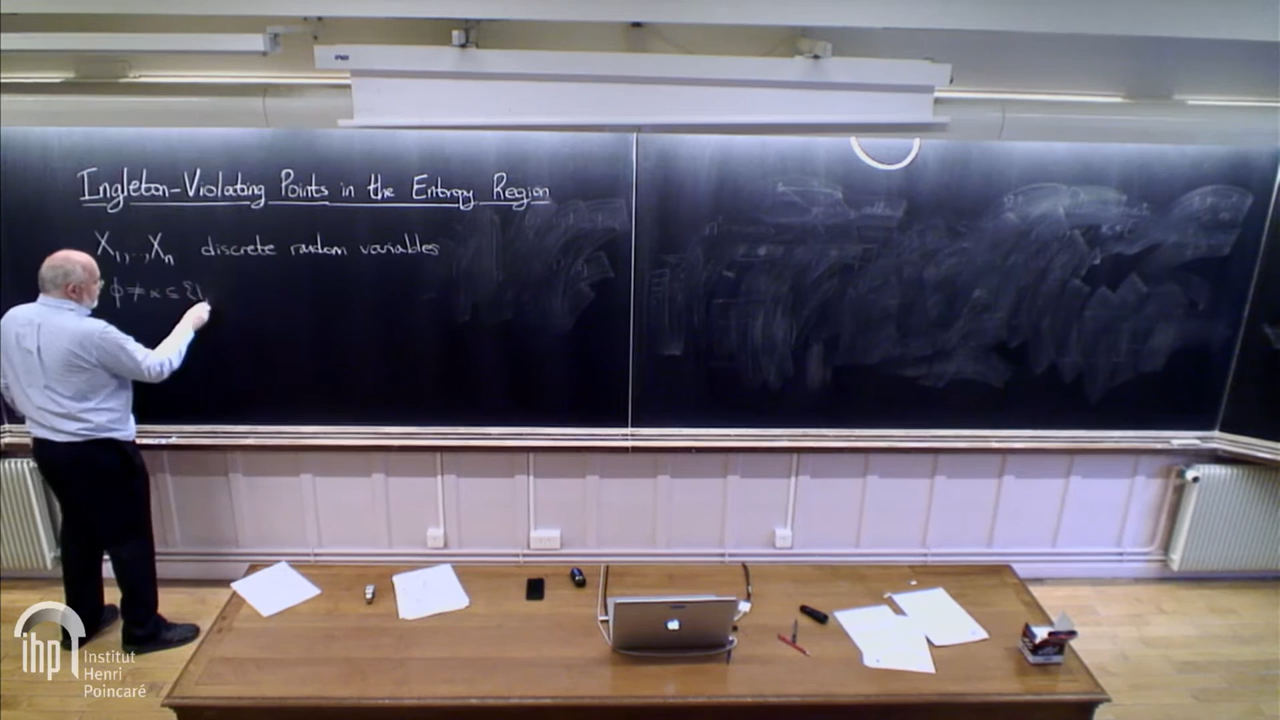 Ingleton-Violating Points in the Entropy Region
X₁,..,Xₙ discrete random variables
ϕ ≠ α ⊆ {1
ihp Institut
Henri
Poincaré